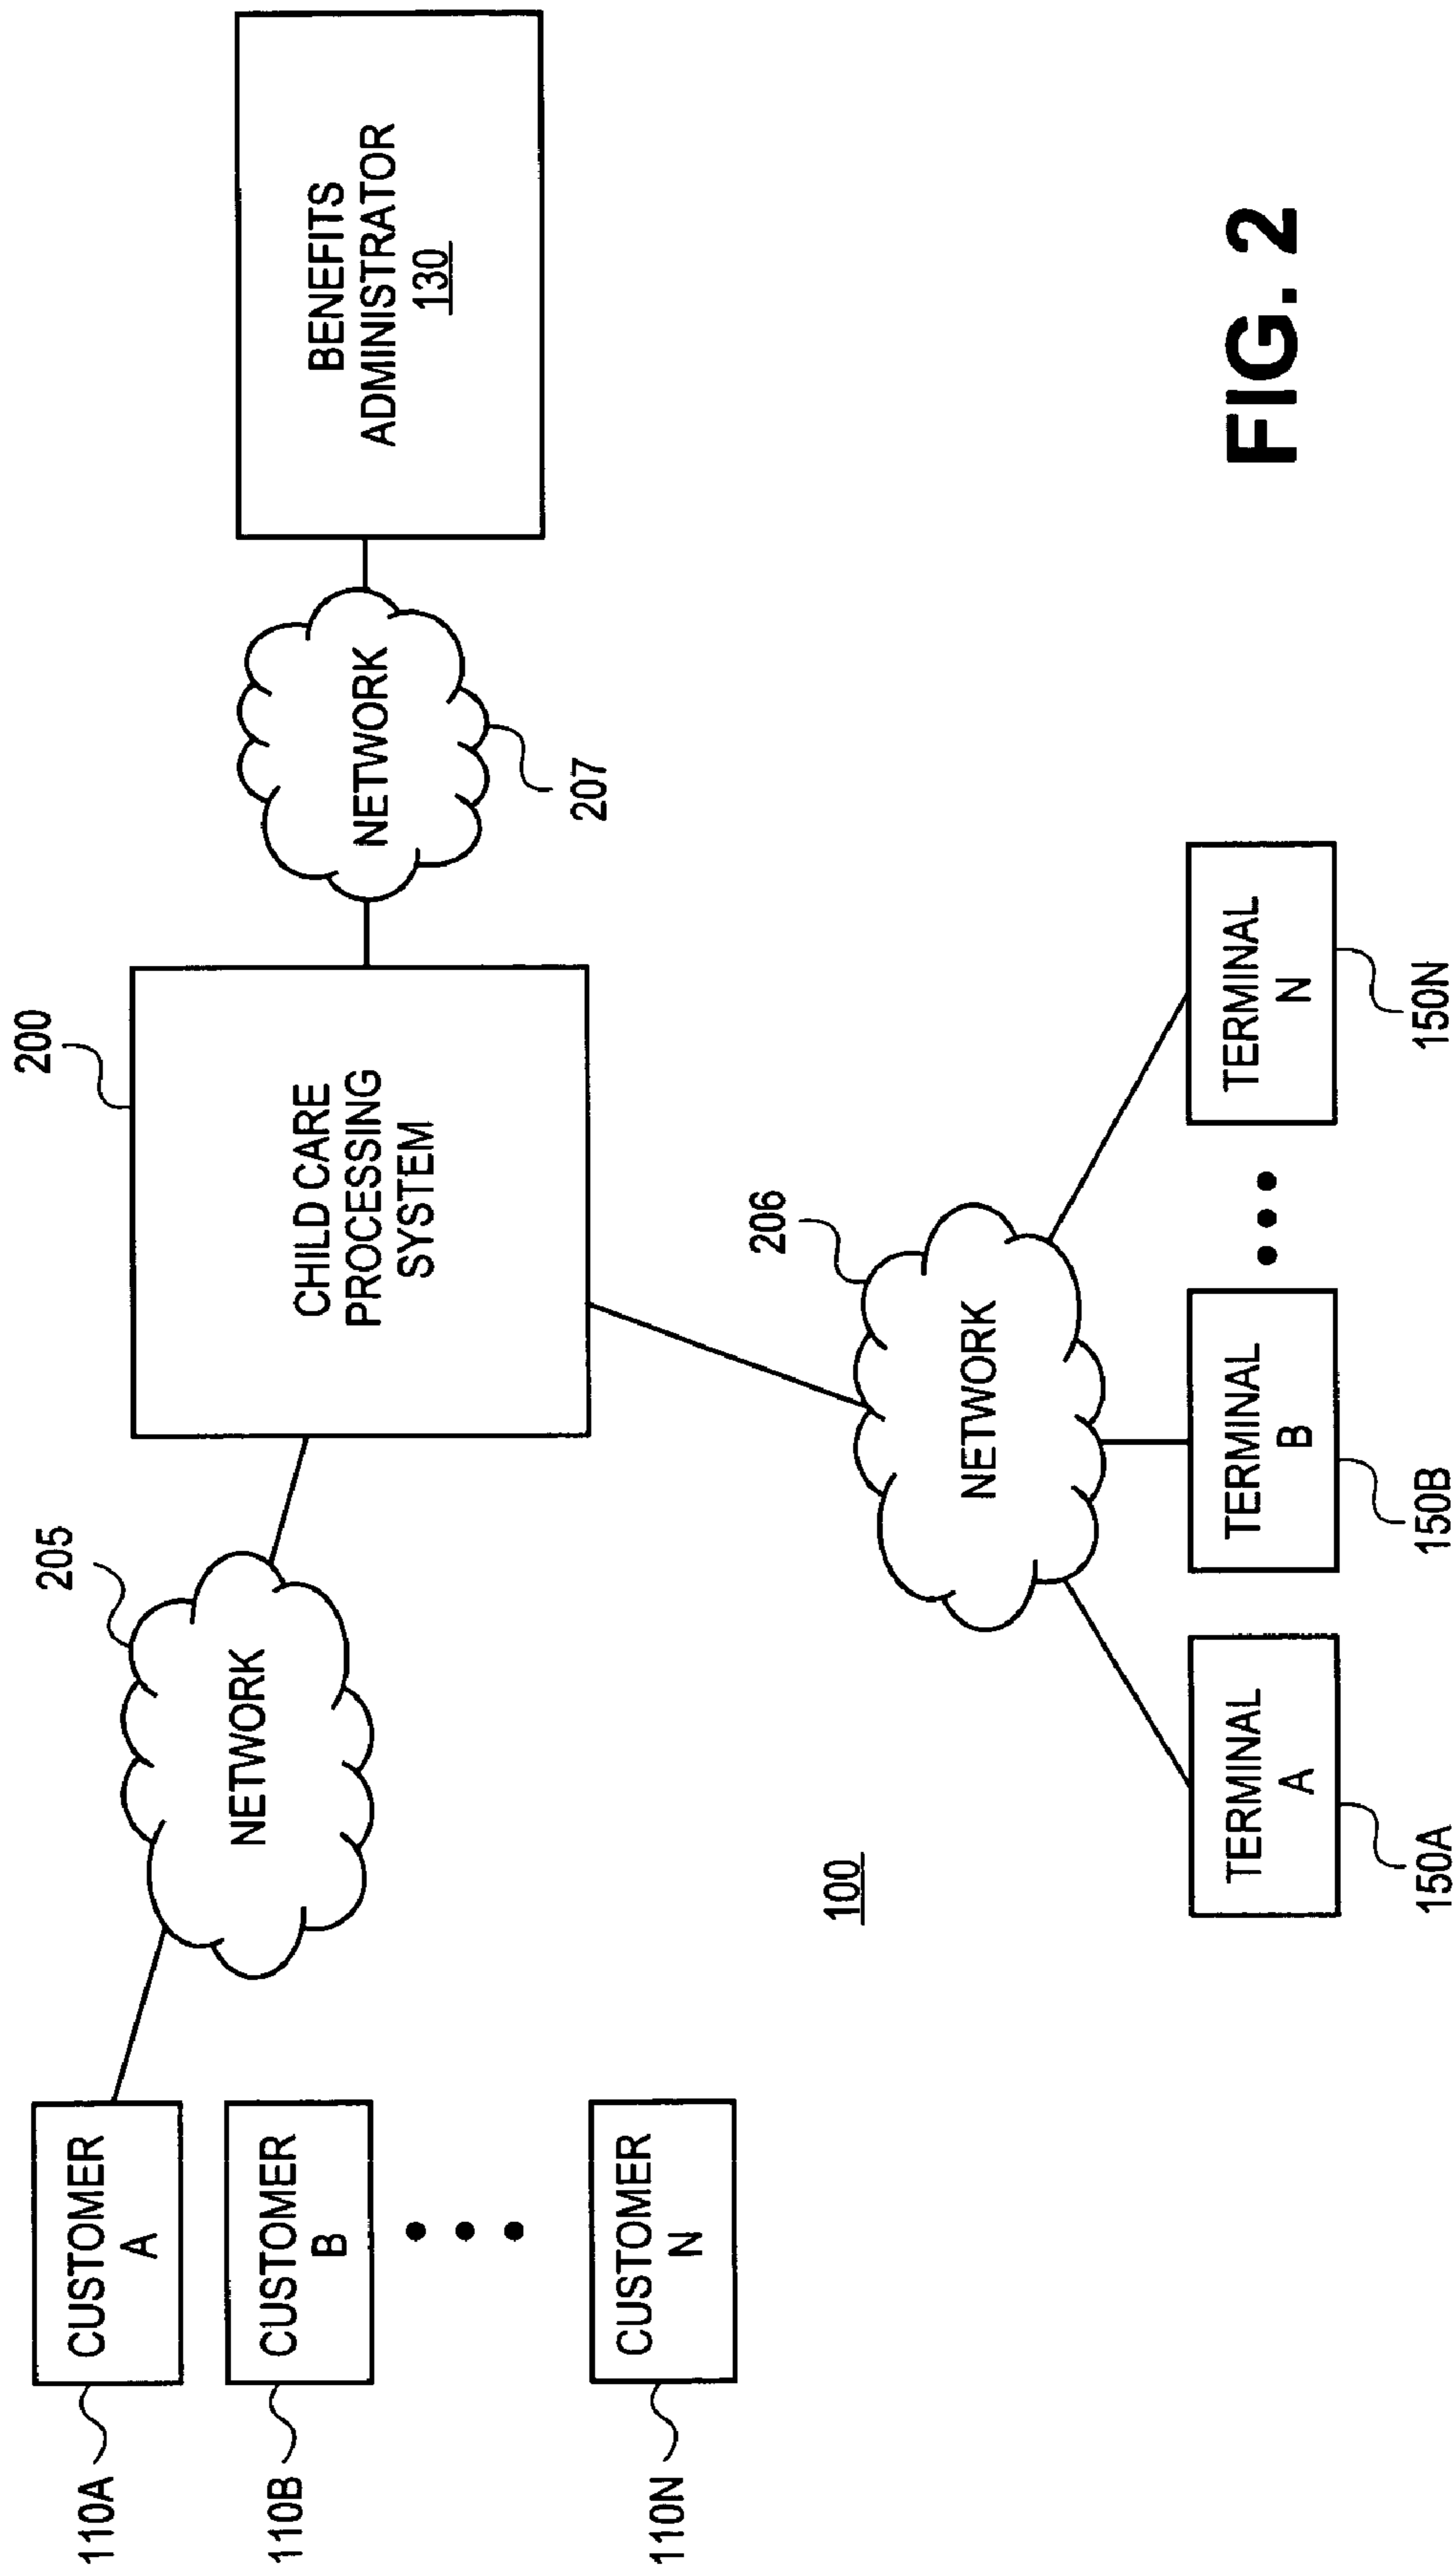 110A
CUSTOMER
A
110B
CUSTOMER
B
110N
CUSTOMER
N
205
NETWORK
200
CHILD CARE
PROCESSING
SYSTEM
NETWORK
207
BENEFITS
ADMINISTRATOR
130
100
206
NETWORK
TERMINAL
A
150A
TERMINAL
B
150B
TERMINAL
N
150N
FIG. 2